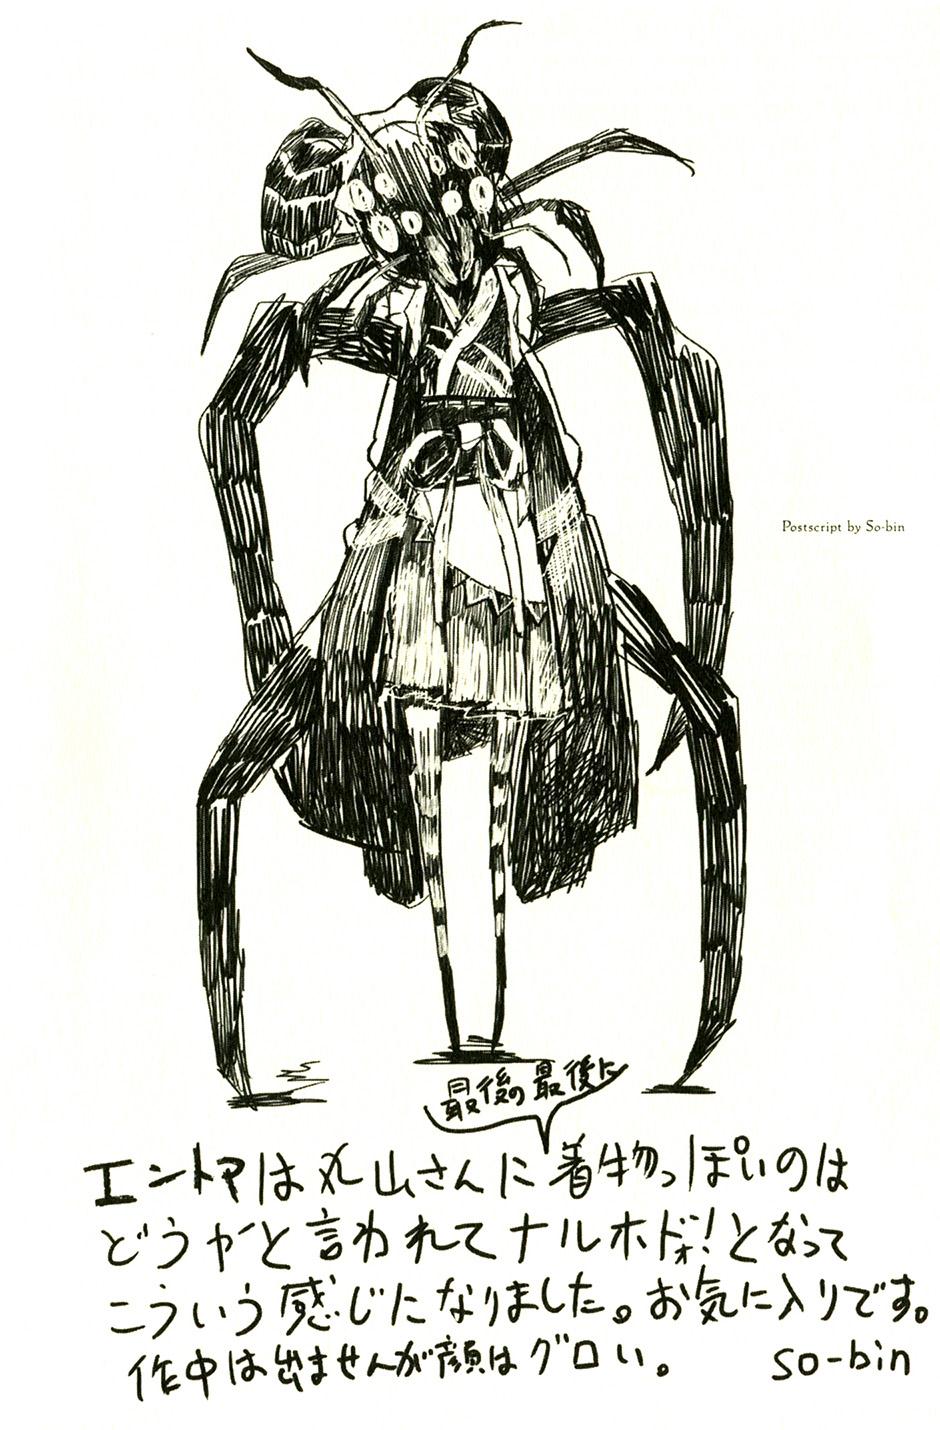 Postscript by So-bin
最後の最後に
エントマは丸山さんに着物っぽいのは
どうやと言われてナルホドォ!となって
こういう感じになりました。お気に入りです。
作中は出ませんが顔はグロい。
so-bin